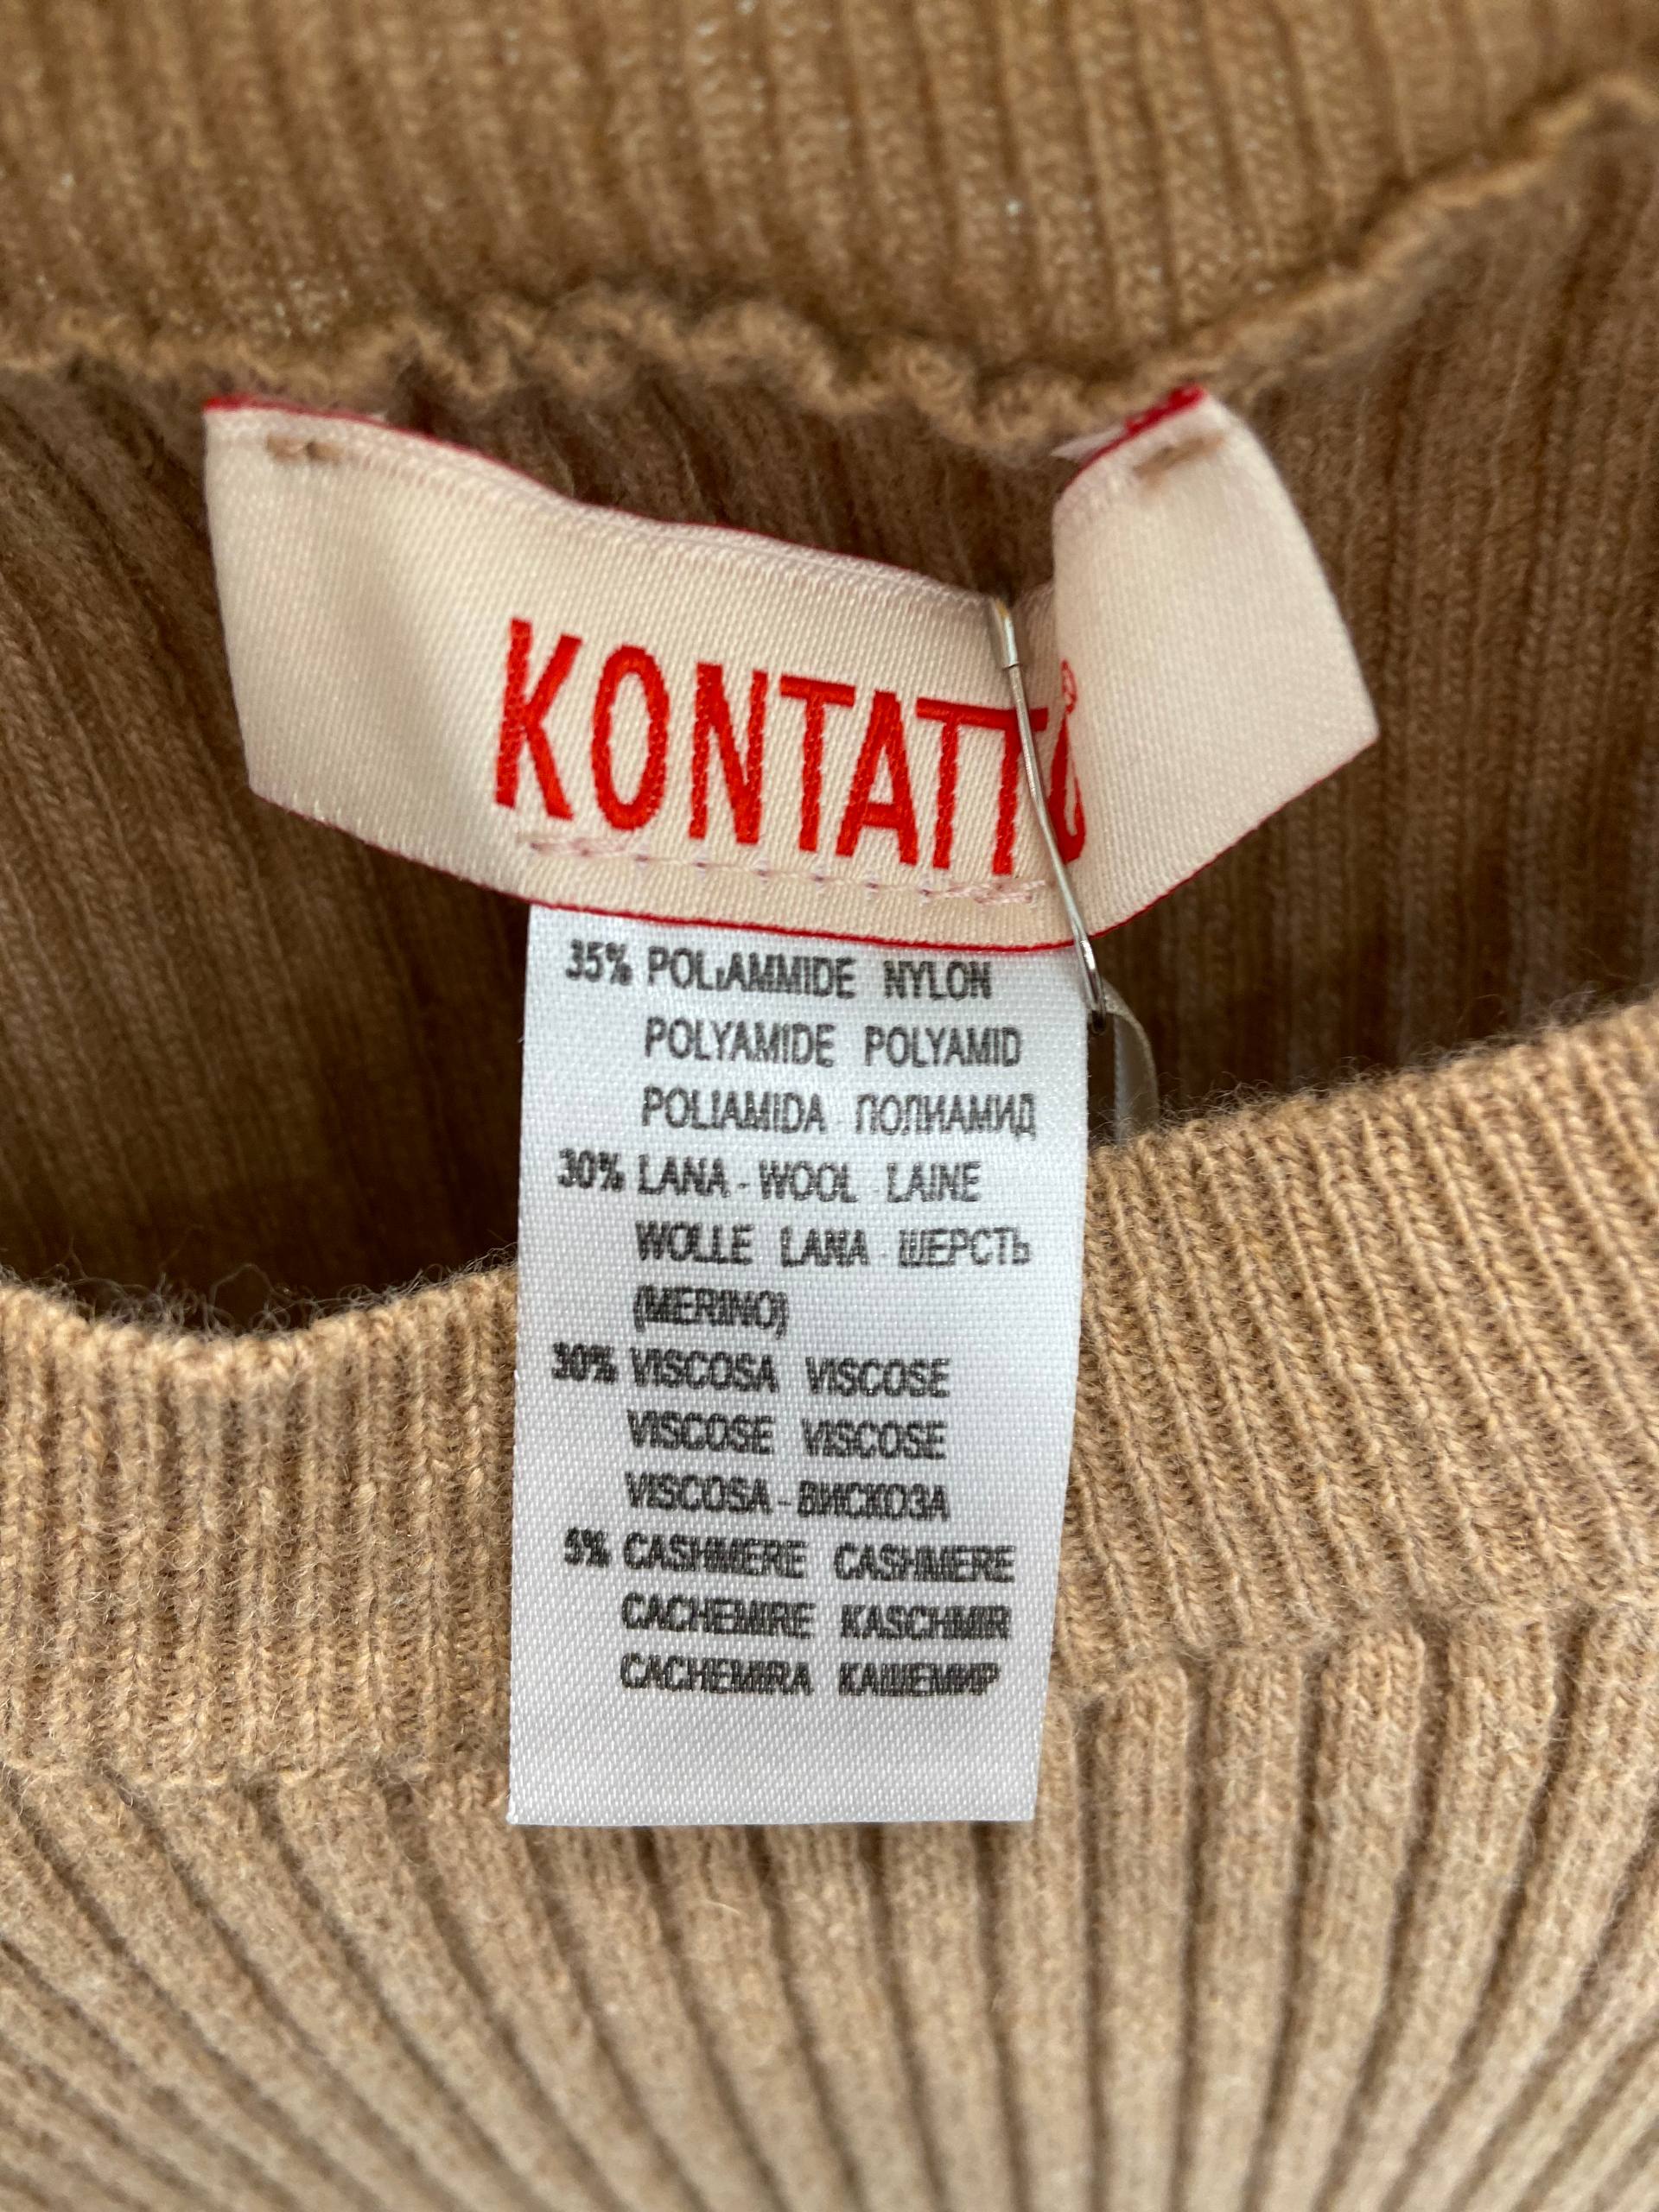 KONTATTO
35% POLIAMMIDE NYLON
POLYAMIDE POLYAMID
POLIAMIDA ПОЛИАМИД
30% LANA - WOOL LAINE
WOLLE LANA - ШЕРСТЬ
(MERINO)
30% VISCOSA VISCOSE
VISCOSE VISCOSE
VISCOSA - ВИСКОЗА
5% CASHMERE CASHMERE
CACHEMIRE KASCHMIR
CACHEMIRA КАШЕМИР